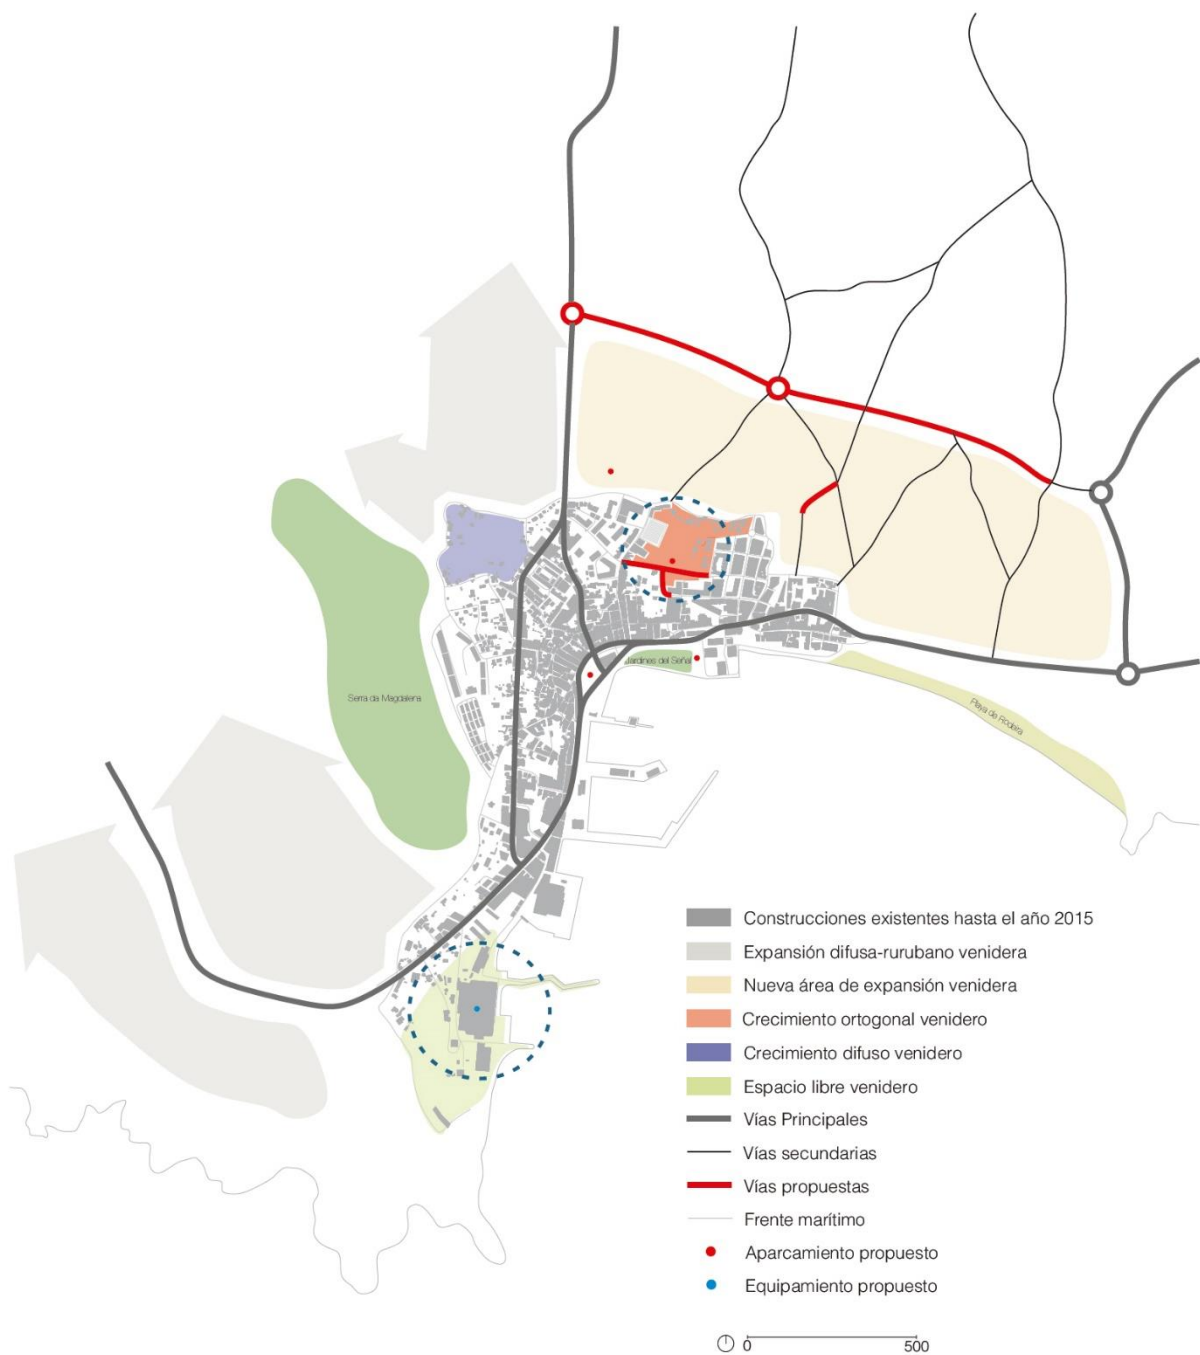 Jardines del Señal
Serra da Magdalena
Playa de Rodeira
Construcciones existentes hasta el año 2015
Expansión difusa-rurubano venidera
Nueva área de expansión venidera
Crecimiento ortogonal venidero
Crecimiento difuso venidero
Espacio libre venidero
Vías Principales
Vías secundarias
Vías propuestas
Frente marítimo
Aparcamiento propuesto
Equipamiento propuesto
0 500